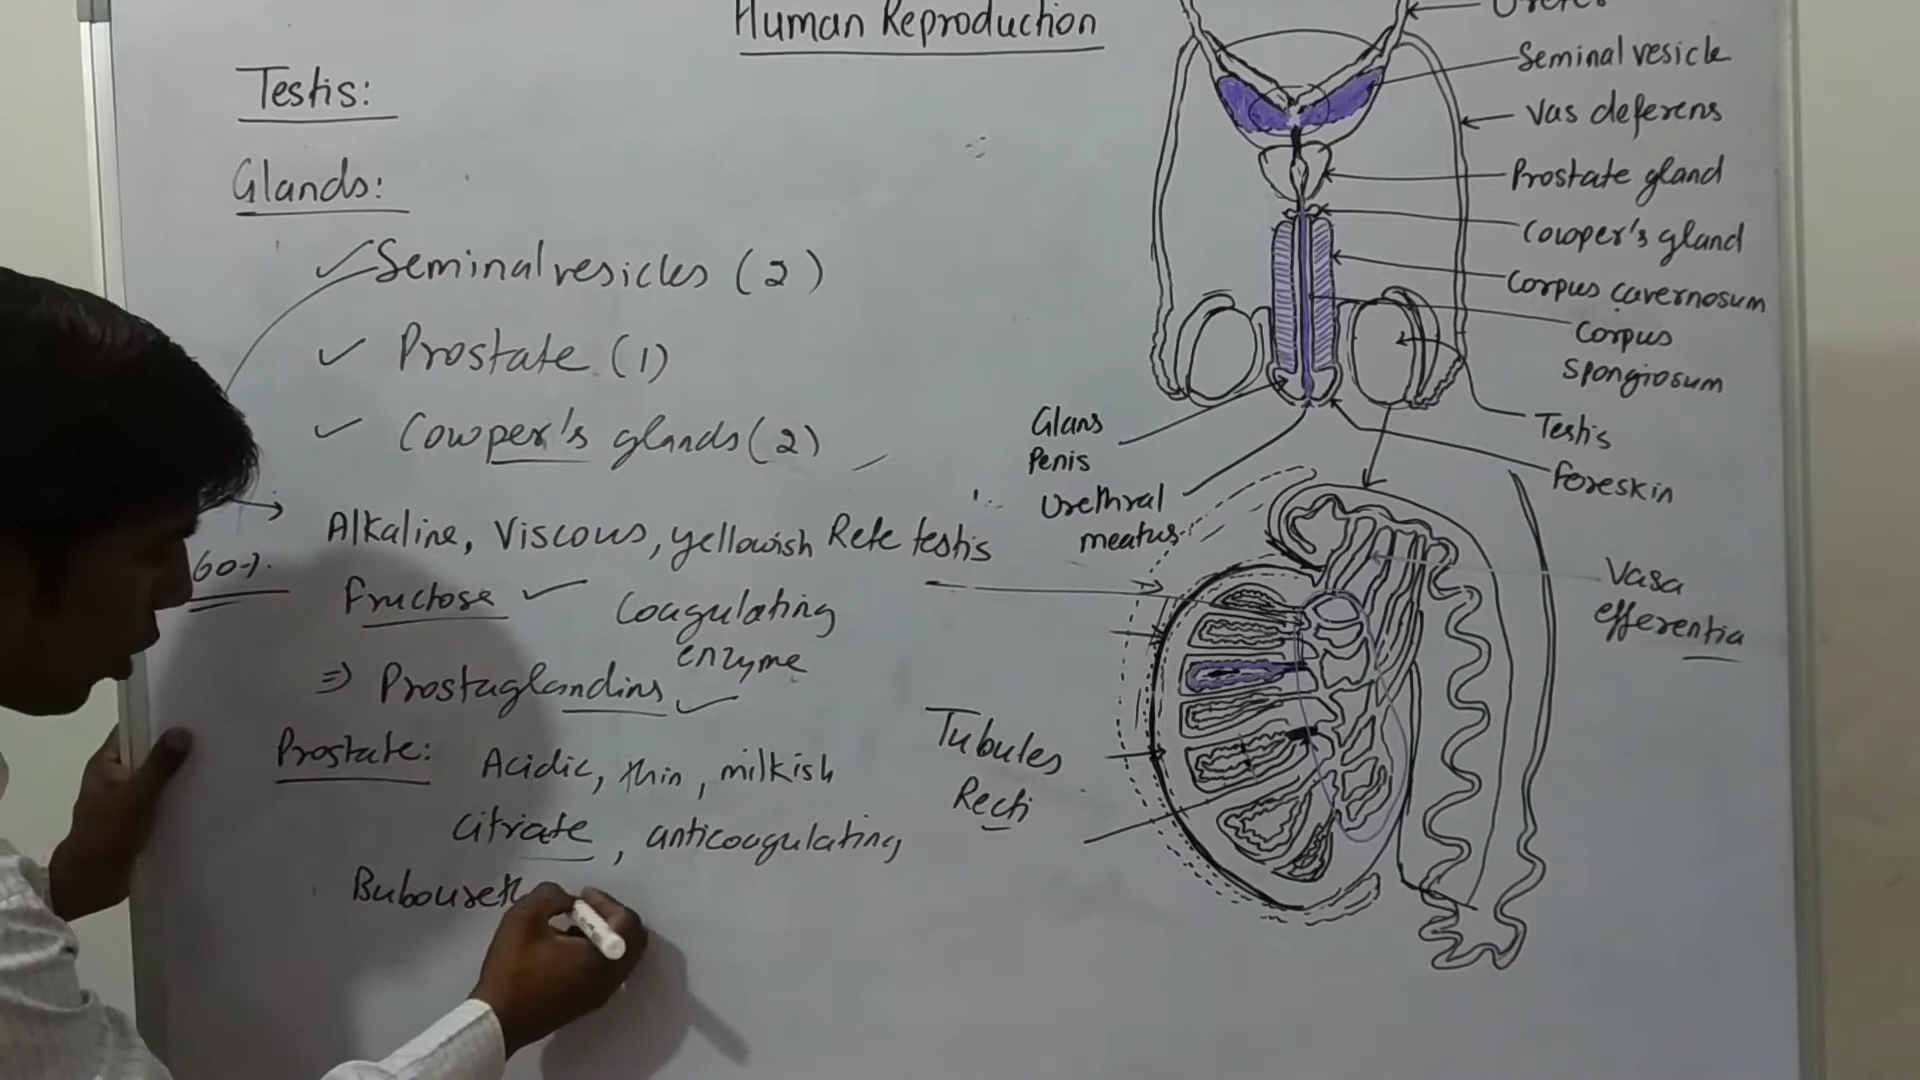 Human Reproduction
Testis:
Glands:
Seminal vesicles (2)
Prostate (1)
Cowper's glands (2)
Alkaline, Viscous, yellowish
60%.
Fructose
Coagulating
enzyme
⇒ Prostaglandins
Prostate: Acidic, thin, milkish
Citriate, anticoagulating
Seminal vesicle
Vas deferens
Prostate gland
Cowper's gland
Corpus cavernosum
Corpus
Spongiosum
Testis
Foreskin
Glans
Penis
Urethral
meatus
Rete testis
Vasa
efferentia
Tubules
Recti